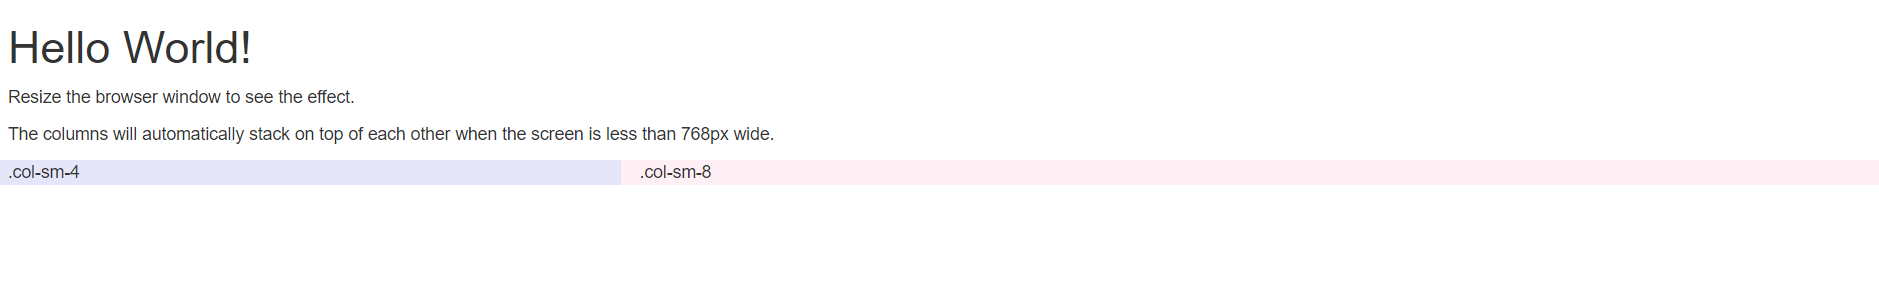 Hello World!
Resize the browser window to see the effect.
The columns will automatically stack on top of each other when the screen is less than 768px wide.
.col-sm-4 .col-sm-8